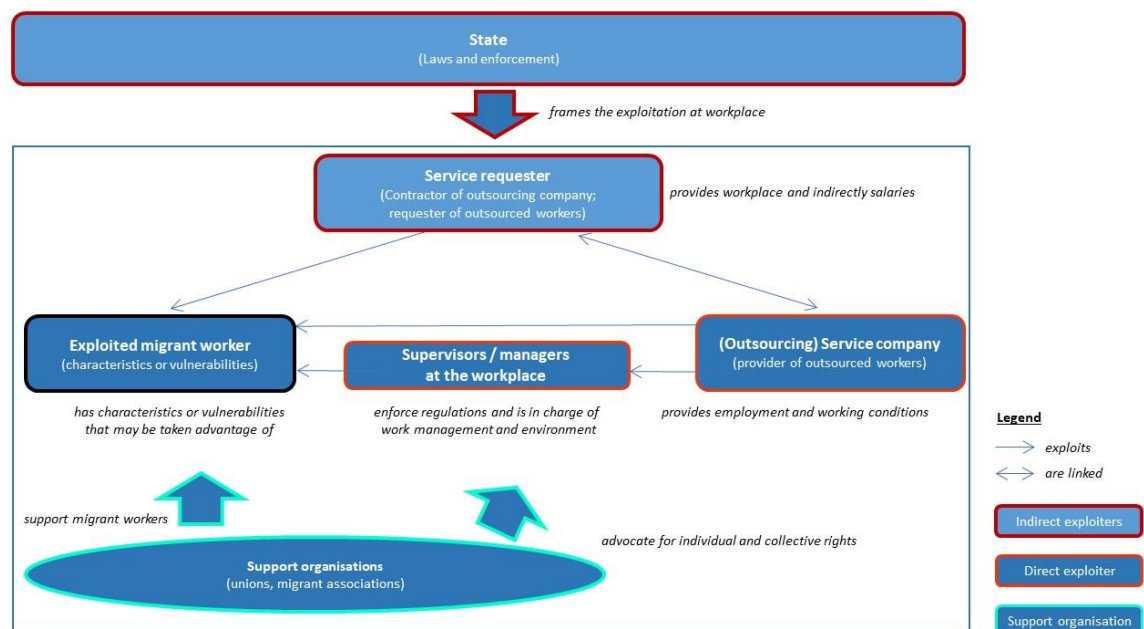 State
(Laws and enforcement)
frames the exploitation at workplace
Service requester
(Contractor of outsourcing company;
requester of outsourced workers)
provides workplace and indirectly salaries
Exploited migrant worker
(characteristics or vulnerabilities)
Supervisors / managers
at the workplace
(Outsourcing) Service company
(provider of outsourced workers)
has characteristics or vulnerabilities
that may be taken advantage of
enforce regulations and is in charge of
work management and environment
provides employment and working conditions
support migrant workers
advocate for individual and collective rights
Support organisations
(unions, migrant associations)
Legend
exploits
are linked
Indirect exploiters
Direct exploiter
Support organisation